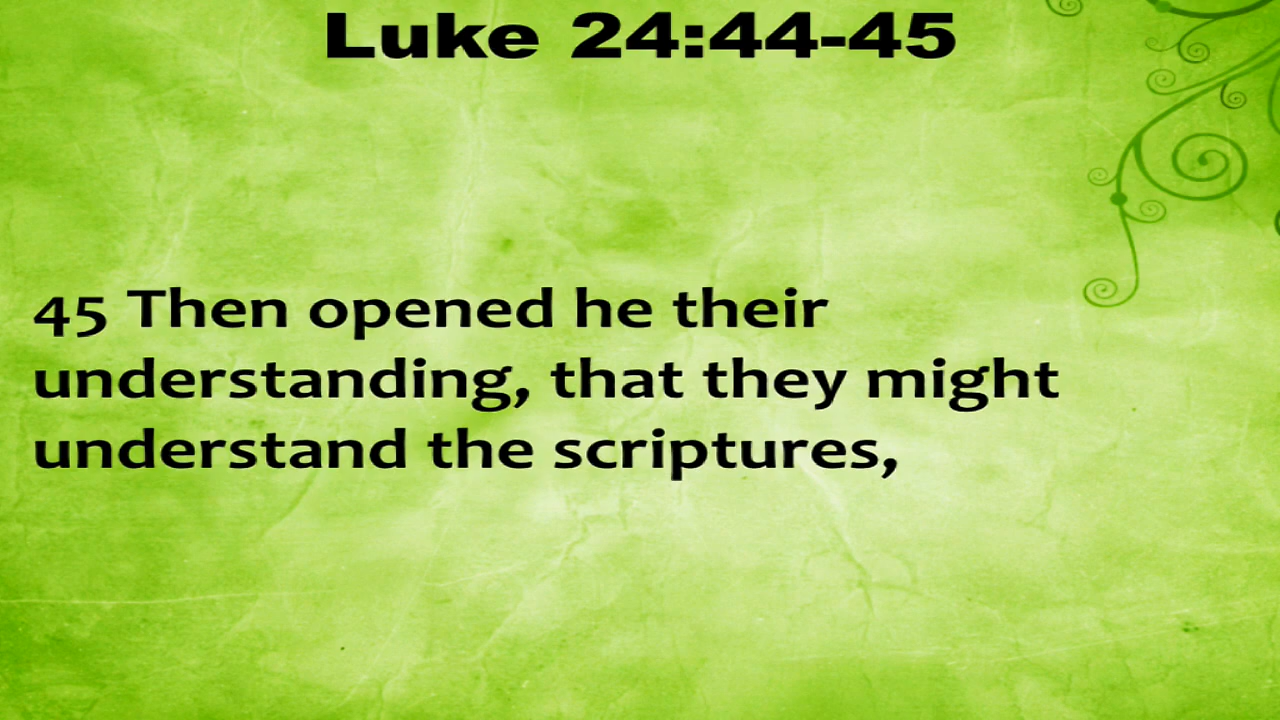 Luke 24:44-45
45 Then opened he their
understanding, that they might
understand the scriptures,